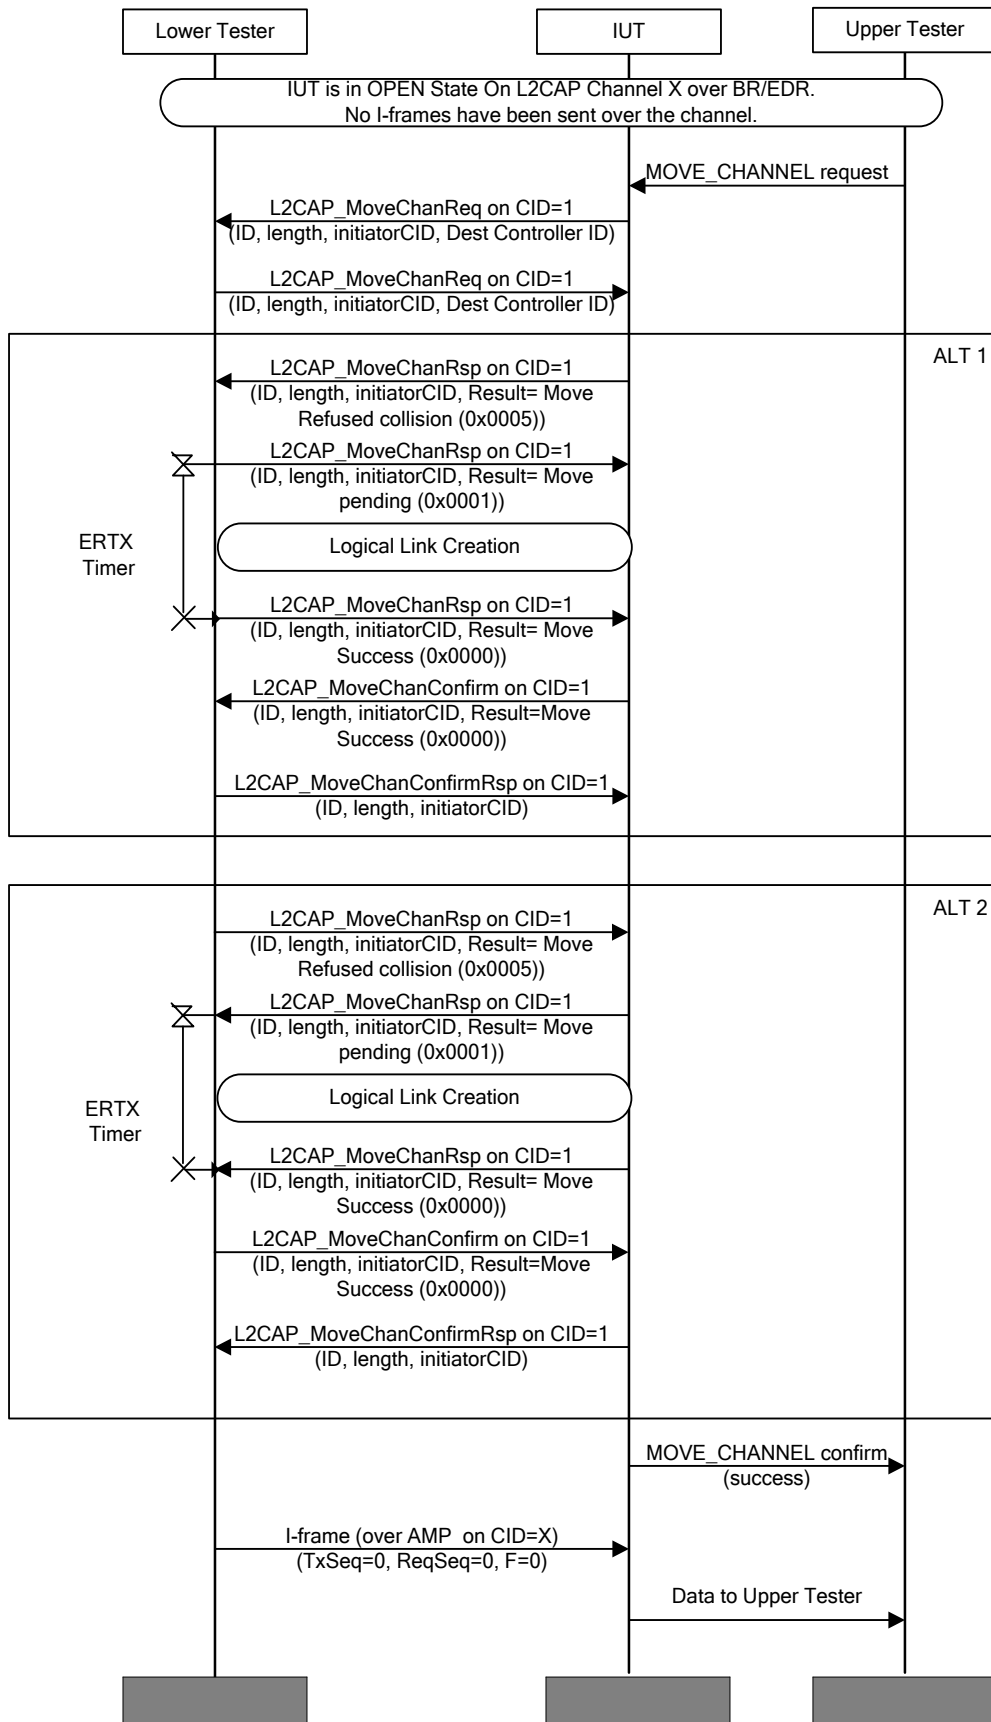 Lower Tester
IUT
Upper Tester
IUT is in OPEN State On L2CAP Channel X over BR/EDR.
No I-frames have been sent over the channel.
MOVE_CHANNEL request
L2CAP_MoveChanReq on CID=1
(ID, length, initiatorCID, Dest Controller ID)
L2CAP_MoveChanReq on CID=1
(ID, length, initiatorCID, Dest Controller ID)
ALT 1
L2CAP_MoveChanRsp on CID=1
(ID, length, initiatorCID, Result= Move
Refused collision (0x0005))
L2CAP_MoveChanRsp on CID=1
(ID, length, initiatorCID, Result= Move
pending (0x0001))
ERTX
Timer
Logical Link Creation
L2CAP_MoveChanRsp on CID=1
(ID, length, initiatorCID, Result= Move
Success (0x0000))
L2CAP_MoveChanConfirm on CID=1
(ID, length, initiatorCID, Result=Move
Success (0x0000))
L2CAP_MoveChanConfirmRsp on CID=1
(ID, length, initiatorCID)
ALT 2
L2CAP_MoveChanRsp on CID=1
(ID, length, initiatorCID, Result= Move
Refused collision (0x0005))
L2CAP_MoveChanRsp on CID=1
(ID, length, initiatorCID, Result= Move
pending (0x0001))
Logical Link Creation
ERTX
Timer
L2CAP_MoveChanRsp on CID=1
(ID, length, initiatorCID, Result= Move
Success (0x0000))
L2CAP_MoveChanConfirm on CID=1
(ID, length, initiatorCID, Result=Move
Success (0x0000))
L2CAP_MoveChanConfirmRsp on CID=1
(ID, length, initiatorCID)
MOVE_CHANNEL confirm
(success)
I-frame (over AMP  on CID=X)
(TxSeq=0, ReqSeq=0, F=0)
Data to Upper Tester